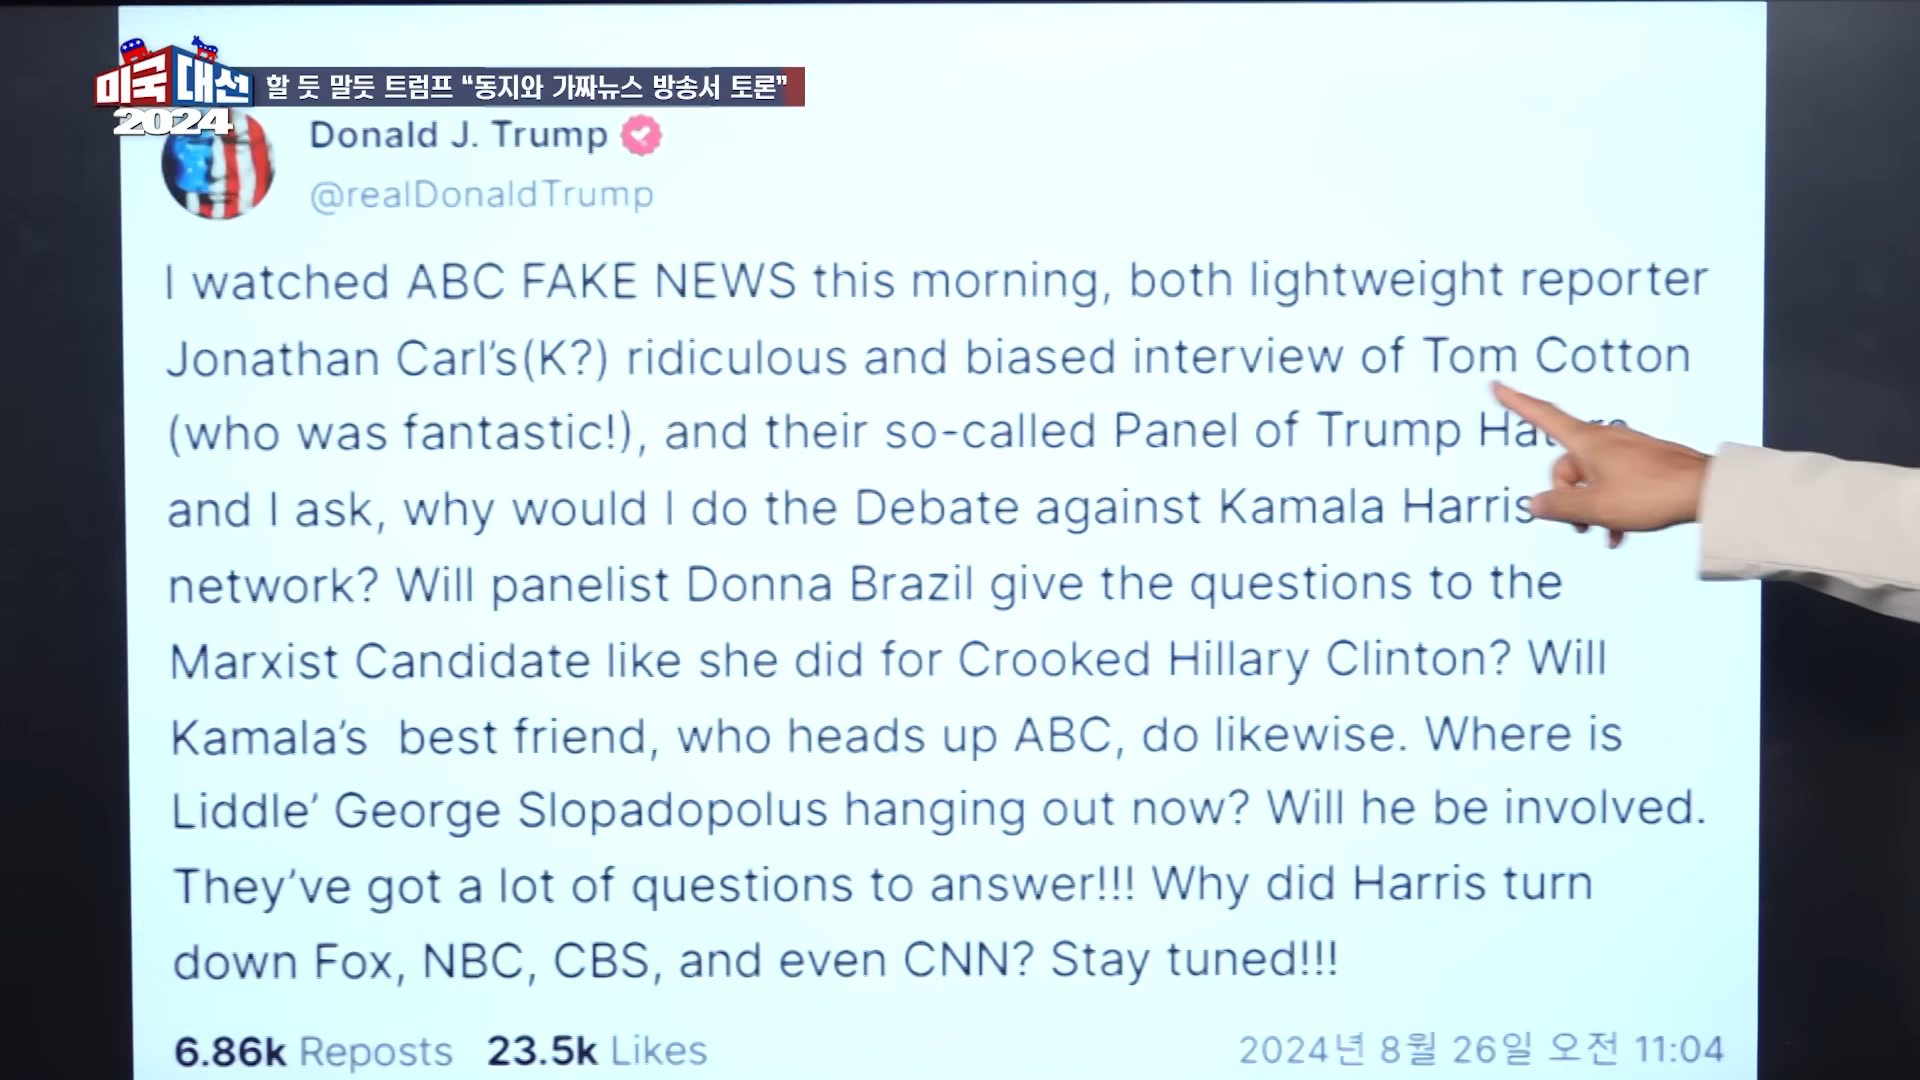 미국 대선
2024
할 듯 말듯 트럼프 “동지와 가짜뉴스 방송서 토론”
Donald J. Trump
@realDonaldTrump
I watched ABC FAKE NEWS this morning, both lightweight reporter
Jonathan Carl’s(K?) ridiculous and biased interview of Tom Cotton
(who was fantastic!), and their so-called Panel of Trump
and I ask, why would I do the Debate against Kamala Harris
network? Will panelist Donna Brazil give the questions to the
Marxist Candidate like she did for Crooked Hillary Clinton? Will
Kamala’s best friend, who heads up ABC, do likewise. Where is
Liddle’ George Slopadopolus hanging out now? Will he be involved.
They’ve got a lot of questions to answer!!! Why did Harris turn
down Fox, NBC, CBS, and even CNN? Stay tuned!!!
6.86k Reposts 23.5k Likes
2024년 8월 26일 오전 11:04